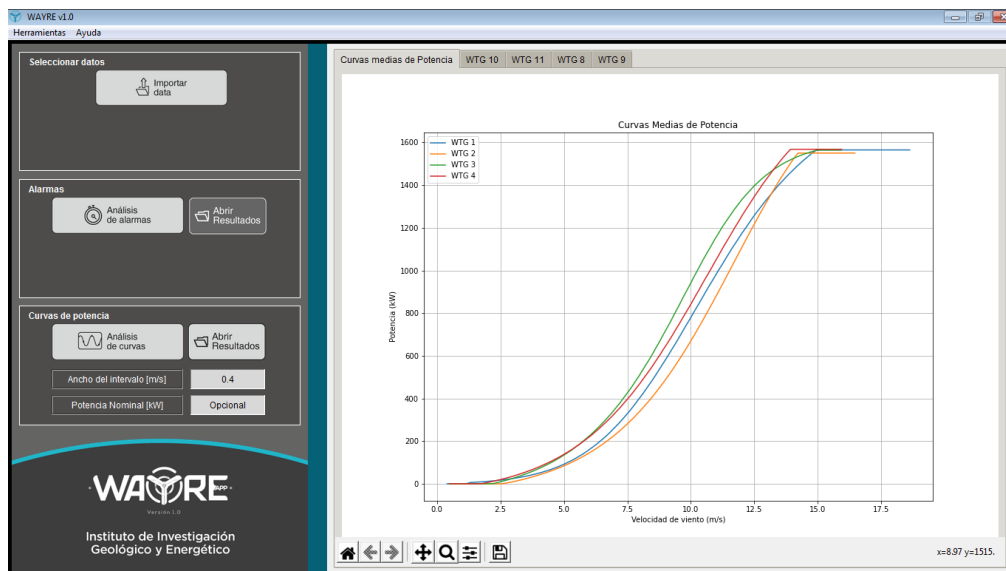 WAYRE v1.0
Herramientas Ayuda
Seleccionar datos
Importar
data
Alarmas
Análisis
de alarmas
Abrir
Resultados
Curvas de potencia
Análisis
de curvas
Abrir
Resultados
Ancho del intervalo [m/s] 0.4
Potencia Nominal [kW] Opcional
WAYRE
APP
Versión 1.0
Instituto de Investigación
Geológico y Energético
Curvas medias de Potencia WTG 10 WTG 11 WTG 8 WTG 9
Curvas Medias de Potencia
WTG 1
WTG 2
WTG 3
WTG 4
Potencia (kW)
1600
1400
1200
1000
800
600
400
200
0
0.0 2.5 5.0 7.5 10.0 12.5 15.0 17.5
Velocidad de viento (m/s)
x=8.97 y=1515.